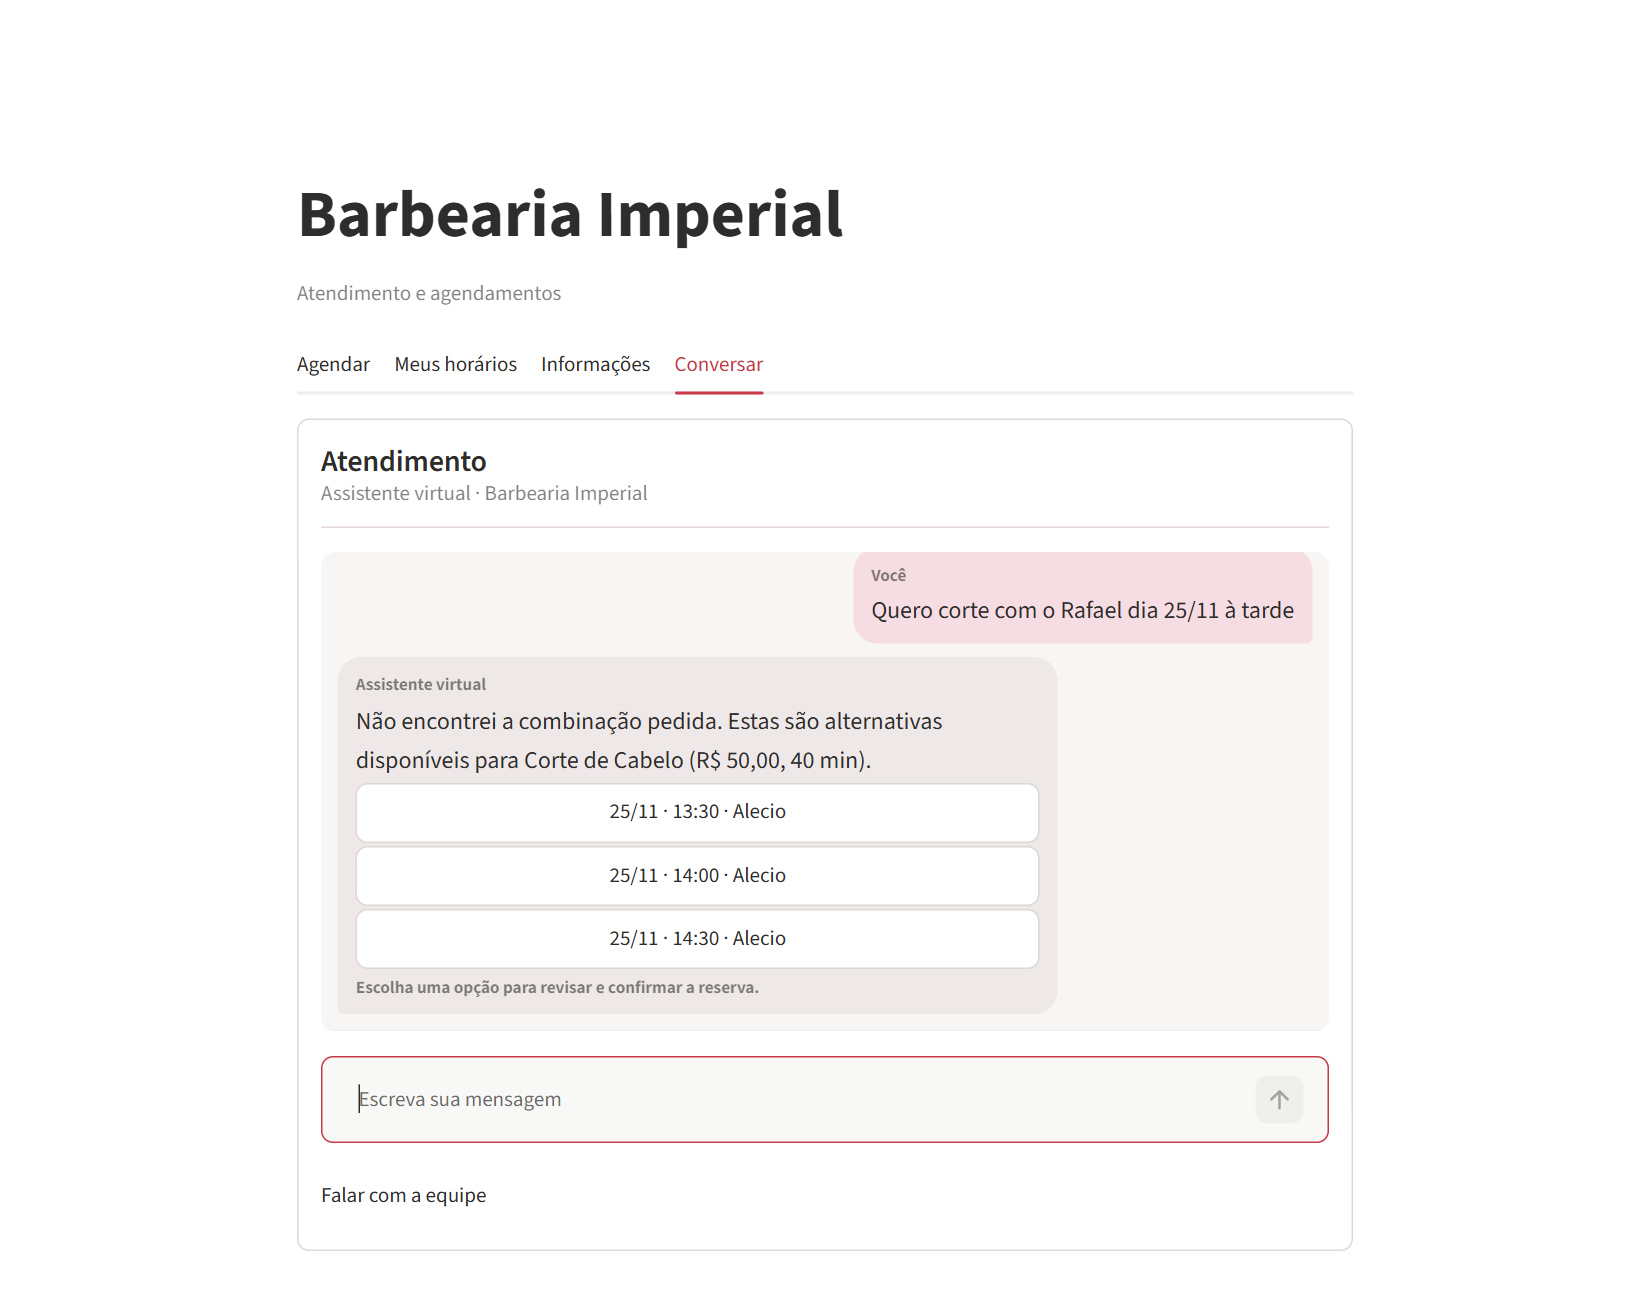 Barbearia Imperial
Atendimento e agendamentos
Agendar Meus horários Informações Conversar
Atendimento
Assistente virtual · Barbearia Imperial
Você
Quero corte com o Rafael dia 25/11 à tarde
Assistente virtual
Não encontrei a combinação pedida. Estas são alternativas
disponíveis para Corte de Cabelo (R$ 50,00, 40 min).
25/11 · 13:30 · Alecio
25/11 · 14:00 · Alecio
25/11 · 14:30 · Alecio
Escolha uma opção para revisar e confirmar a reserva.
Escreva sua mensagem
Falar com a equipe